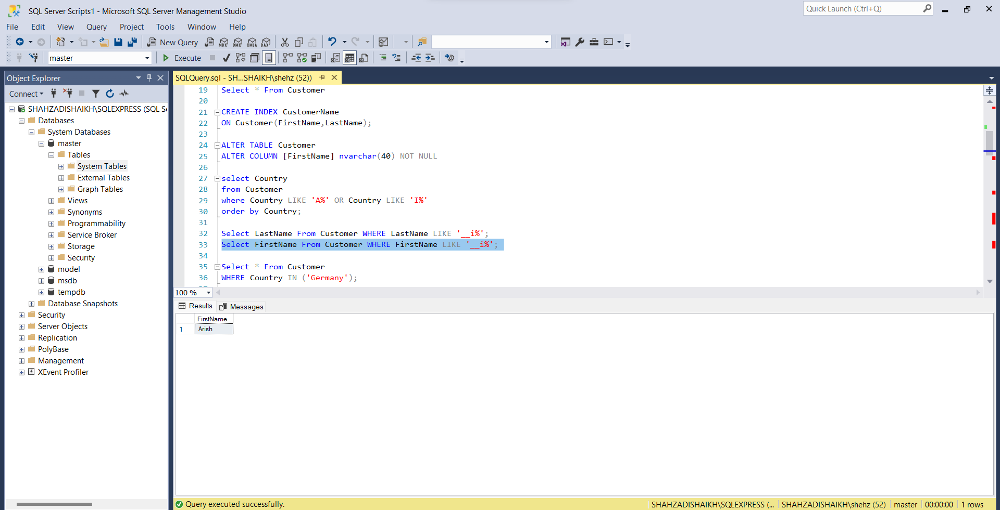 SQL Server Scripts1 - Microsoft SQL Server Management Studio
Quick Launch (Ctrl+Q)
File Edit View Query Project Tools Window Help
New Query MDX DMX XMLA DAX
master Execute
Object Explorer
Connect
SHAHZADISHAIKH\SQLEXPRESS (SQL Se
Databases
System Databases
master
Tables
System Tables
External Tables
Graph Tables
Views
Synonyms
Programmability
Service Broker
Storage
Security
model
msdb
tempdb
Database Snapshots
Security
Server Objects
Replication
PolyBase
Management
XEvent Profiler
SQLQuery.sql - SH...SHAIKH\shehz (52))
19 Select * From Customer
20
21 CREATE INDEX CustomerName
22 ON Customer(FirstName,LastName);
23
24 ALTER TABLE Customer
25 ALTER COLUMN [FirstName] nvarchar(40) NOT NULL
26
27 select Country
28 from Customer
29 where Country LIKE 'A%' OR Country LIKE 'I%'
30 order by Country;
31
32 Select LastName From Customer WHERE LastName LIKE '__i%';
33 Select FirstName From Customer WHERE FirstName LIKE '__i%';
34
35 Select * From Customer
36 WHERE Country IN ('Germany');
100 %
Results Messages
FirstName
1 Arish
Query executed successfully.
SHAHZADISHAIKH\SQLEXPRESS (... SHAHZADISHAIKH\shehz (52) master 00:00:00 1 rows